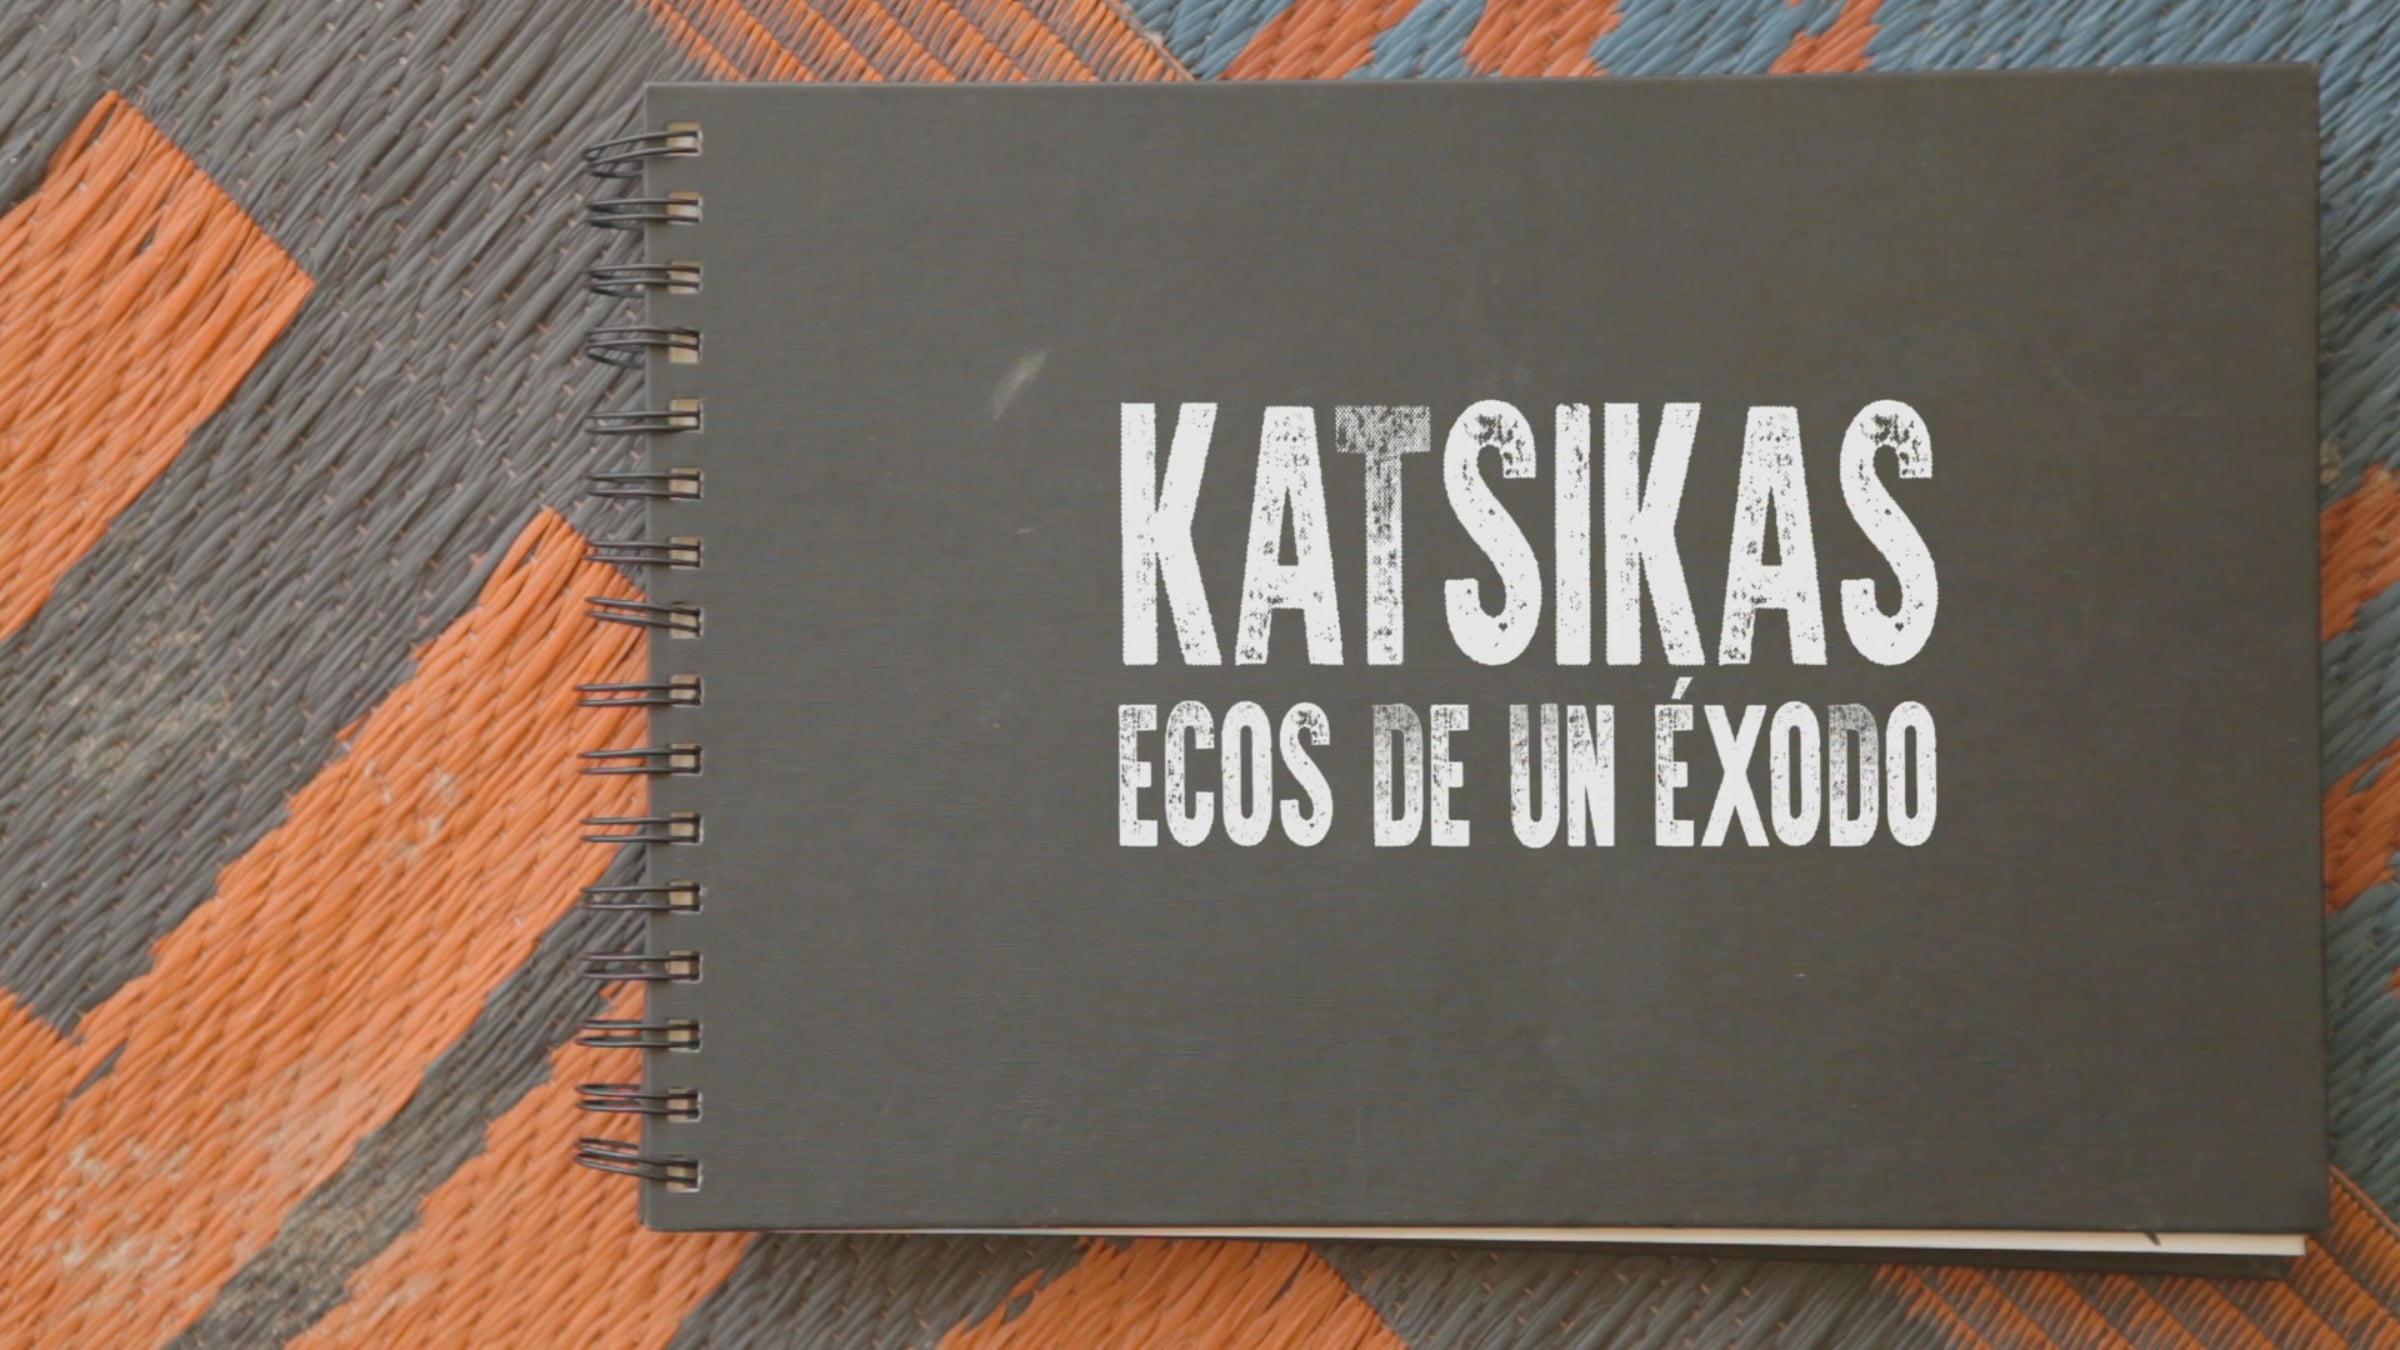 KATSIKAS
ECOS DE UN ÉXODO